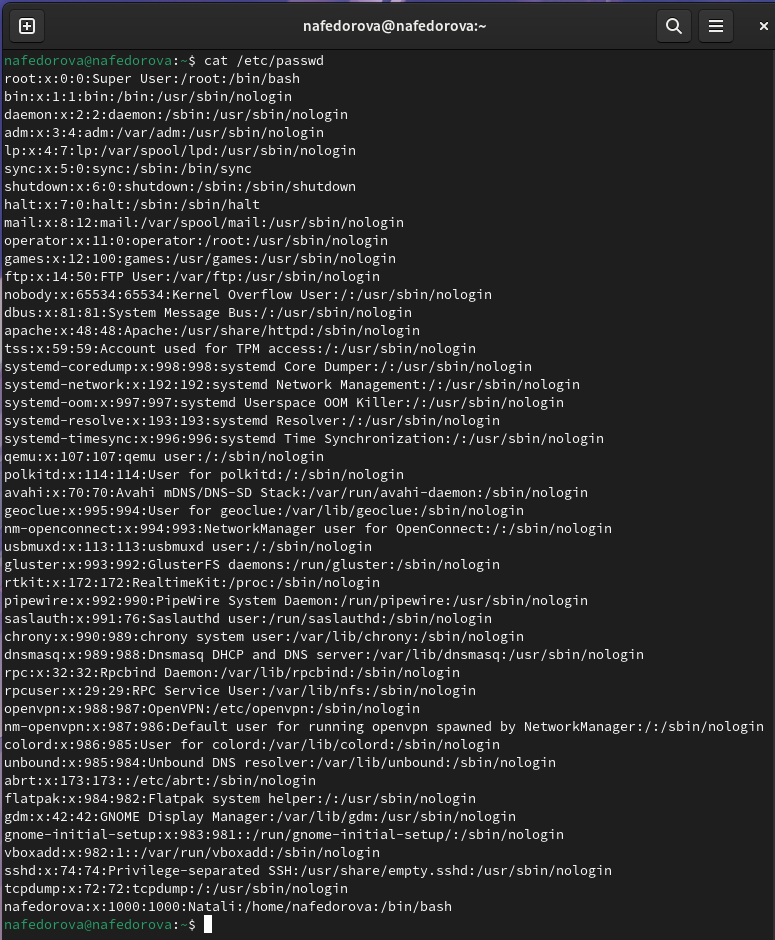 nafedorova@nafedorova:~
nafedorova@nafedorova:~$ cat /etc/passwd
root:x:0:0:Super User:/root:/bin/bash
bin:x:1:1:bin:/bin:/usr/sbin/nologin
daemon:x:2:2:daemon:/sbin:/usr/sbin/nologin
adm:x:3:4:adm:/var/adm:/usr/sbin/nologin
lp:x:4:7:lp:/var/spool/lpd:/usr/sbin/nologin
sync:x:5:0:sync:/sbin:/bin/sync
shutdown:x:6:0:shutdown:/sbin:/sbin/shutdown
halt:x:7:0:halt:/sbin:/sbin/halt
mail:x:8:12:mail:/var/spool/mail:/usr/sbin/nologin
operator:x:11:0:operator:/root:/usr/sbin/nologin
games:x:12:100:games:/usr/games:/usr/sbin/nologin
ftp:x:14:50:FTP User:/var/ftp:/usr/sbin/nologin
nobody:x:65534:65534:Kernel Overflow User:/:/usr/sbin/nologin
dbus:x:81:81:System Message Bus:/:/usr/sbin/nologin
apache:x:48:48:Apache:/usr/share/httpd:/sbin/nologin
tss:x:59:59:Account used for TPM access:/:/usr/sbin/nologin
systemd-coredump:x:998:998:systemd Core Dumper:/:/usr/sbin/nologin
systemd-network:x:192:192:systemd Network Management:/:/usr/sbin/nologin
systemd-oom:x:997:997:systemd Userspace OOM Killer:/:/usr/sbin/nologin
systemd-resolve:x:193:193:systemd Resolver:/:/usr/sbin/nologin
systemd-timesync:x:996:996:systemd Time Synchronization:/:/usr/sbin/nologin
qemu:x:107:107:qemu user:/:/sbin/nologin
polkitd:x:114:114:User for polkitd:/:/sbin/nologin
avahi:x:70:70:Avahi mDNS/DNS-SD Stack:/var/run/avahi-daemon:/sbin/nologin
geoclue:x:995:994:User for geoclue:/var/lib/geoclue:/sbin/nologin
nm-openconnect:x:994:993:NetworkManager user for OpenConnect:/:/sbin/nologin
usbmuxd:x:113:113:usbmuxd user:/:/sbin/nologin
gluster:x:993:992:GlusterFS daemons:/run/gluster:/sbin/nologin
rtkit:x:172:172:RealtimeKit:/proc:/sbin/nologin
pipewire:x:992:990:PipeWire System Daemon:/run/pipewire:/usr/sbin/nologin
saslauth:x:991:76:Saslauthd user:/run/saslauthd:/sbin/nologin
chrony:x:990:989:chrony system user:/var/lib/chrony:/sbin/nologin
dnsmasq:x:989:988:Dnsmasq DHCP and DNS server:/var/lib/dnsmasq:/usr/sbin/nologin
rpc:x:32:32:Rpcbind Daemon:/var/lib/rpcbind:/sbin/nologin
rpcuser:x:29:29:RPC Service User:/var/lib/nfs:/sbin/nologin
openvpn:x:988:987:OpenVPN:/etc/openvpn:/sbin/nologin
nm-openvpn:x:987:986:Default user for running openvpn spawned by NetworkManager:/:/sbin/nologin
colord:x:986:985:User for colord:/var/lib/colord:/sbin/nologin
unbound:x:985:984:Unbound DNS resolver:/var/lib/unbound:/sbin/nologin
abrt:x:173:173::/etc/abrt:/sbin/nologin
flatpak:x:984:982:Flatpak system helper:/:/usr/sbin/nologin
gdm:x:42:42:GNOME Display Manager:/var/lib/gdm:/usr/sbin/nologin
gnome-initial-setup:x:983:981::/run/gnome-initial-setup/:/sbin/nologin
vboxadd:x:982:1::/var/run/vboxadd:/sbin/nologin
sshd:x:74:74:Privilege-separated SSH:/usr/share/empty.sshd:/usr/sbin/nologin
tcpdump:x:72:72:tcpdump:/:/usr/sbin/nologin
nafedorova:x:1000:1000:Natali:/home/nafedorova:/bin/bash
nafedorova@nafedorova:~$